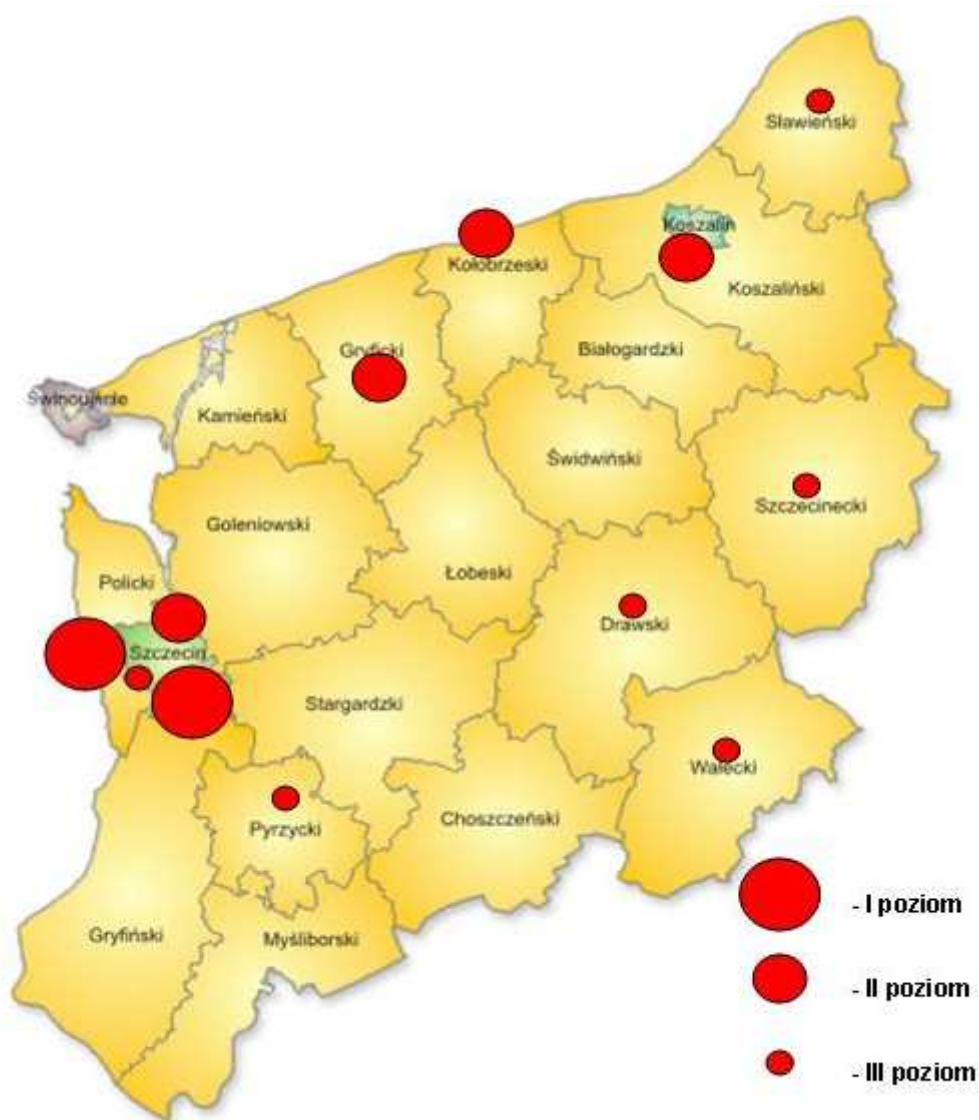 Sławieński
Koszalin
Kołobrzeski
Koszaliński
Gryficki
Białogardzki
Świnoujście
Kamieński
Świdwiński
Szczecinecki
Goleniowski
Łobeski
Policki
Drawski
Szczecin
Stargardzki
Wałecki
Choszczeński
Pyrzycki
- I poziom
Gryfiński
Myśliborski
- II poziom
- III poziom